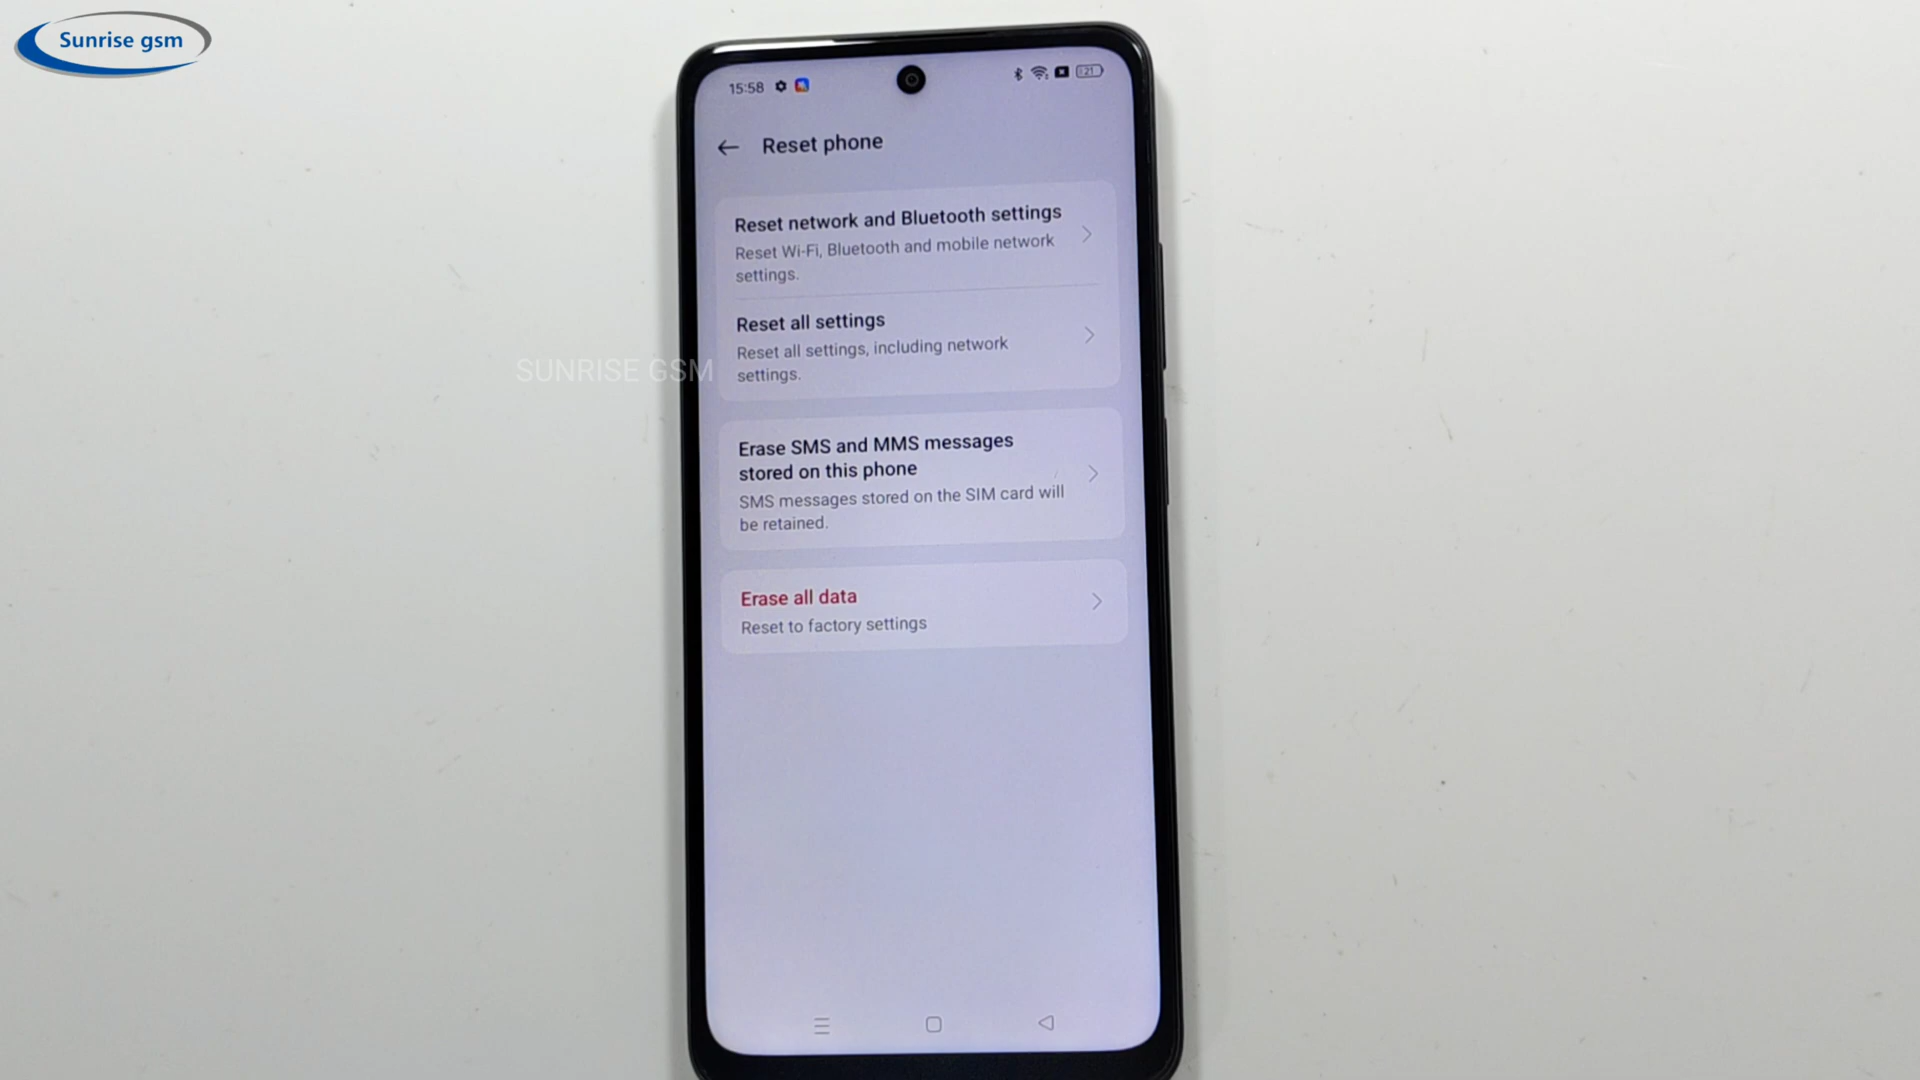 Sunrise gsm
15:58
21
Reset phone
Reset network and Bluetooth settings
Reset Wi-Fi, Bluetooth and mobile network
settings.
Reset all settings
Reset all settings, including network
settings.
SUNRISE GSM
Erase SMS and MMS messages
stored on this phone
SMS messages stored on the SIM card will
be retained.
Erase all data
Reset to factory settings